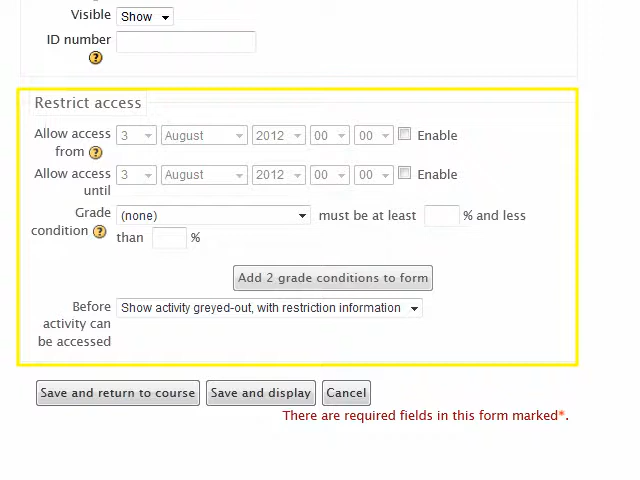 Visible Show
ID number
Restrict access
Allow access from 3 August 2012 00 00 Enable
Allow access until 3 August 2012 00 00 Enable
Grade condition (none) must be at least % and less
than %
Add 2 grade conditions to form
Before activity can be accessed Show activity greyed-out, with restriction information
Save and return to course Save and display Cancel
There are required fields in this form marked*.